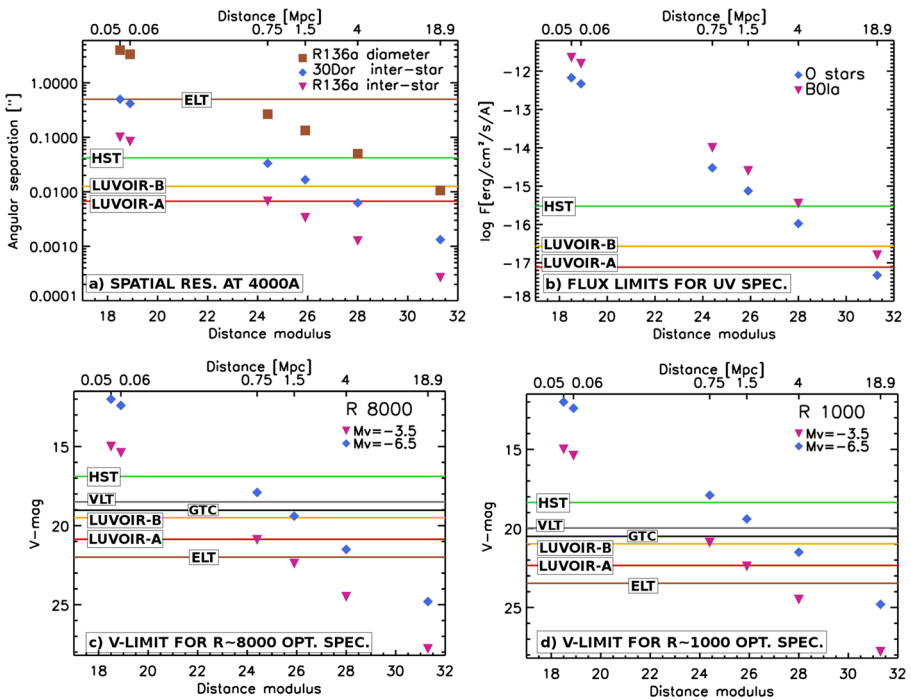 Distance [Mpc]
0.05 0.06 0.75 1.5 4 18.9
R136a diameter
30Dor inter-star
R136a inter-star
1.0000
ELT
0.1000
HST
0.0100
LUVOIR-B
LUVOIR-A
0.0010
0.0001
Angular separation ["]
a) SPATIAL RES. AT 4000A
18 20 22 24 26 28 30 32
Distance modulus
Distance [Mpc]
0.05 0.06 0.75 1.5 4 18.9
O stars
B0Ia
-12
-13
-14
-15
HST
-16
LUVOIR-B
LUVOIR-A
-17
-18
log F[erg/cm²/s/A]
b) FLUX LIMITS FOR UV SPEC.
18 20 22 24 26 28 30 32
Distance modulus
Distance [Mpc]
0.05 0.06 0.75 1.5 4 18.9
R 8000
Mv=-3.5
Mv=-6.5
15
HST
VLT
GTC
LUVOIR-B
20
LUVOIR-A
ELT
25
V-mag
c) V-LIMIT FOR R~8000 OPT. SPEC.
18 20 22 24 26 28 30 32
Distance modulus
Distance [Mpc]
0.05 0.06 0.75 1.5 4 18.9
R 1000
Mv=-3.5
Mv=-6.5
15
HST
VLT
20
GTC
LUVOIR-B
LUVOIR-A
ELT
25
V-mag
d) V-LIMIT FOR R~1000 OPT. SPEC.
18 20 22 24 26 28 30 32
Distance modulus